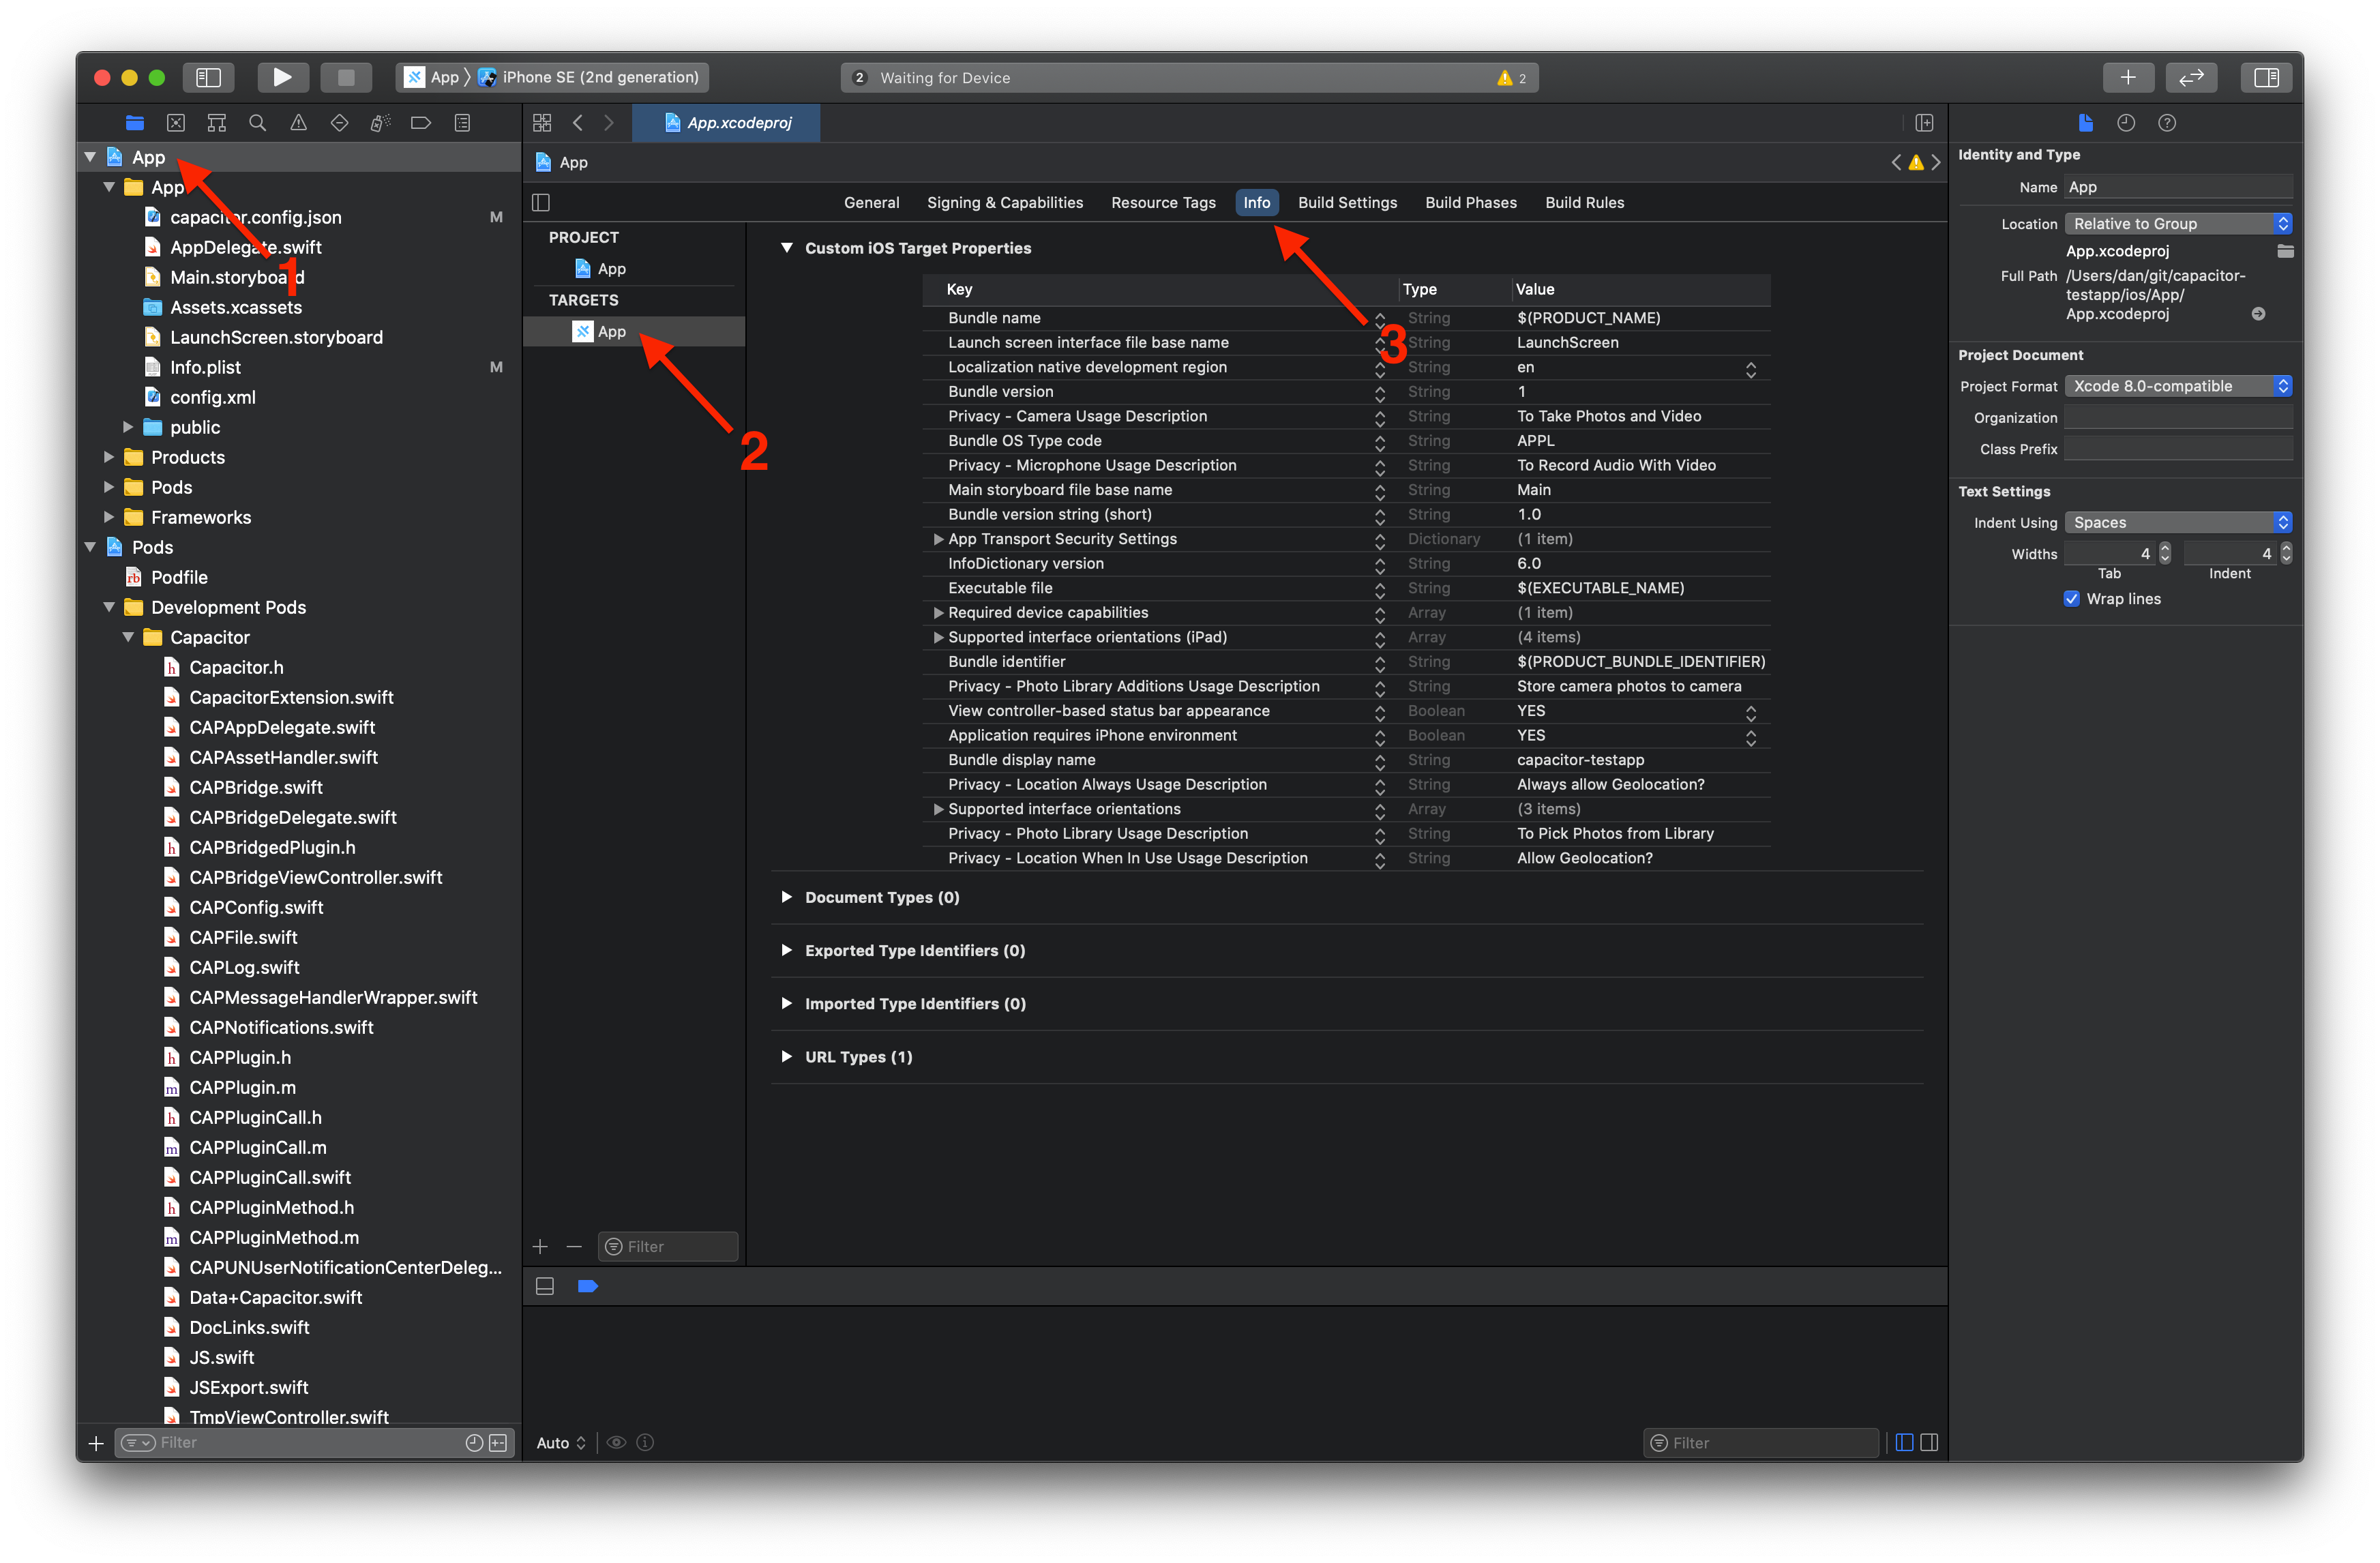 App
iPhone SE (2nd generation)
2
Waiting for Device
2
App.xcodeproj
App
App
capacitor.config.json
M
AppDelegate.swift
Main.storyboard
Assets.xcassets
LaunchScreen.storyboard
Info.plist
M
config.xml
public
Products
Pods
Frameworks
Pods
Podfile
Development Pods
Capacitor
Capacitor.h
CapacitorExtension.swift
CAPAppDelegate.swift
CAPAssetHandler.swift
CAPBridge.swift
CAPBridgeDelegate.swift
CAPBridgedPlugin.h
CAPBridgeViewController.swift
CAPConfig.swift
CAPFile.swift
CAPLog.swift
CAPMessageHandlerWrapper.swift
CAPNotifications.swift
CAPPlugin.h
CAPPlugin.m
CAPPluginCall.h
CAPPluginCall.m
CAPPluginCall.swift
CAPPluginMethod.h
CAPPluginMethod.m
CAPUNUserNotificationCenterDeleg...
Data+Capacitor.swift
DocLinks.swift
JS.swift
JSExport.swift
TmpViewController.swift
Filter
1
2
3
App
General
Signing & Capabilities
Resource Tags
Info
Build Settings
Build Phases
Build Rules
PROJECT
App
TARGETS
App
Filter
Custom iOS Target Properties
Key Type Value
Bundle name String $(PRODUCT_NAME)
Launch screen interface file base name String LaunchScreen
Localization native development region String en
Bundle version String 1
Privacy - Camera Usage Description String To Take Photos and Video
Bundle OS Type code String APPL
Privacy - Microphone Usage Description String To Record Audio With Video
Main storyboard file base name String Main
Bundle version string (short) String 1.0
App Transport Security Settings Dictionary (1 item)
InfoDictionary version String 6.0
Executable file String $(EXECUTABLE_NAME)
Required device capabilities Array (1 item)
Supported interface orientations (iPad) Array (4 items)
Bundle identifier String $(PRODUCT_BUNDLE_IDENTIFIER)
Privacy - Photo Library Additions Usage Description String Store camera photos to camera
View controller-based status bar appearance Boolean YES
Application requires iPhone environment Boolean YES
Bundle display name String capacitor-testapp
Privacy - Location Always Usage Description String Always allow Geolocation?
Supported interface orientations Array (3 items)
Privacy - Photo Library Usage Description String To Pick Photos from Library
Privacy - Location When In Use Usage Description String Allow Geolocation?
Document Types (0)
Exported Type Identifiers (0)
Imported Type Identifiers (0)
URL Types (1)
Auto
Filter
Identity and Type
Name App
Location Relative to Group
App.xcodeproj
Full Path /Users/dan/git/capacitor-
testapp/ios/App/
App.xcodeproj
Project Document
Project Format Xcode 8.0-compatible
Organization
Class Prefix
Text Settings
Indent Using Spaces
Widths 4 4
Tab Indent
Wrap lines